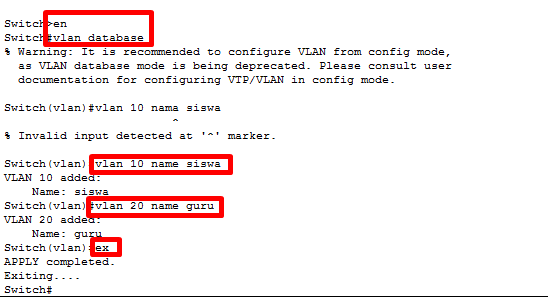 Switch>en
Switch#vlan database
% Warning: It is recommended to configure VLAN from config mode,
as VLAN database mode is being deprecated. Please consult user
documentation for configuring VTP/VLAN in config mode.
Switch(vlan)#vlan 10 nama siswa
^
% Invalid input detected at '^' marker.
Switch(vlan)#vlan 10 name siswa
VLAN 10 added:
Name: siswa
Switch(vlan)#vlan 20 name guru
VLAN 20 added:
Name: guru
Switch(vlan)#ex
APPLY completed.
Exiting....
Switch#